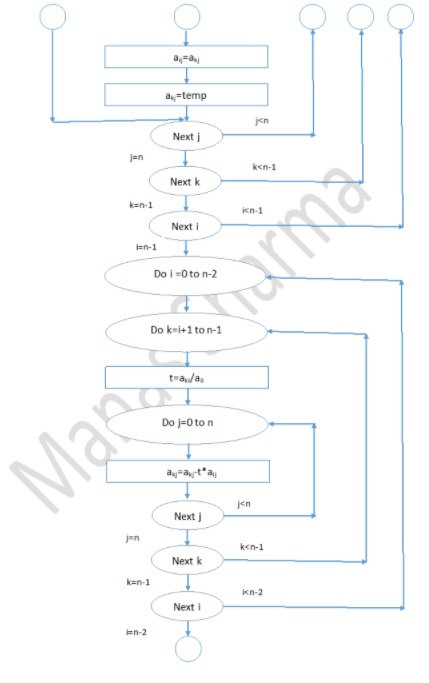 aij=akj
akj=temp
Next j
j<n
j=n
Next k
k<n-1
k=n-1
Next i
i<n-1
i=n-1
Do i =0 to n-2
Do k=i+1 to n-1
t=aki/aii
Do j=0 to n
akj=akj-t*aij
Next j
j<n
j=n
Next k
k<n-1
k=n-1
Next i
i<n-2
i=n-2
Manas Sharma